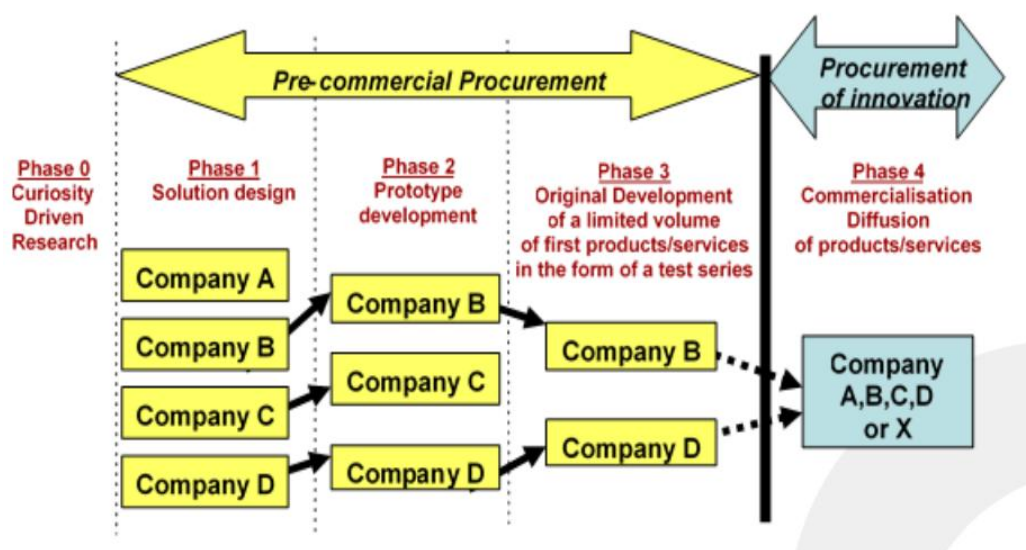 Pre-commercial Procurement
Procurement
of innovation
Phase 0
Curiosity
Driven
Research
Phase 1
Solution design
Phase 2
Prototype
development
Phase 3
Original Development
of a limited volume
of first products/services
in the form of a test series
Phase 4
Commercialisation
Diffusion
of products/services
Company A
Company B
Company C
Company D
Company B
Company C
Company D
Company B
Company D
Company
A,B,C,D
or X